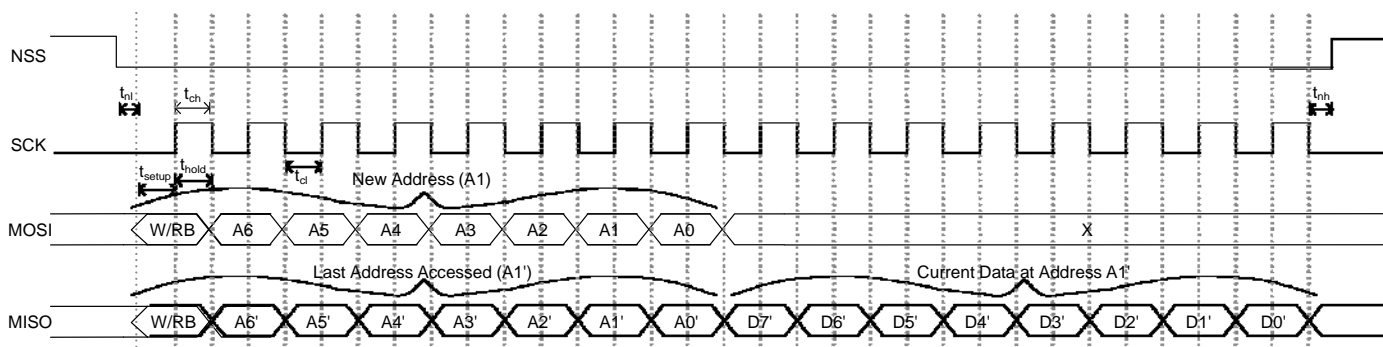 NSS
t_nl
t_ch
t_nh
SCK
t_setup
t_hold
t_cl
New Address (A1)
MOSI W/RB A6 A5 A4 A3 A2 A1 A0 X
Last Address Accessed (A1') Current Data at Address A1'
MISO W/RB A6' A5' A4' A3' A2' A1' A0' D7' D6' D5' D4' D3' D2' D1' D0'